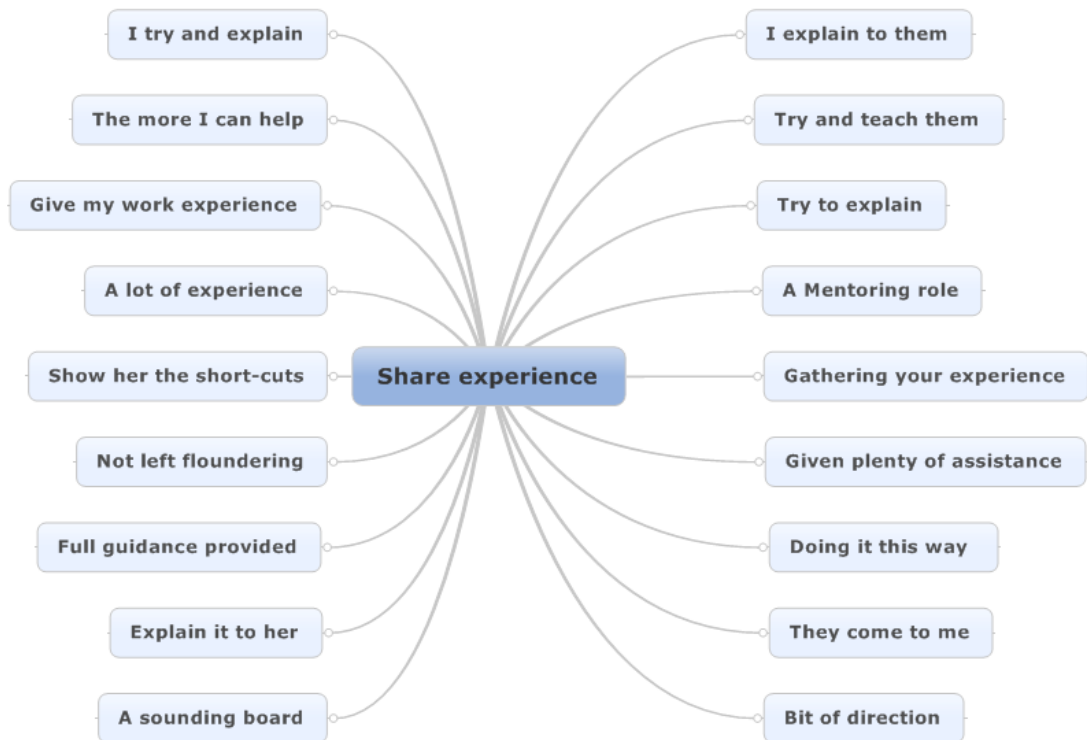 I try and explain
The more I can help
Give my work experience
A lot of experience
Show her the short-cuts
Not left floundering
Full guidance provided
Explain it to her
A sounding board
Share experience
I explain to them
Try and teach them
Try to explain
A Mentoring role
Gathering your experience
Given plenty of assistance
Doing it this way
They come to me
Bit of direction